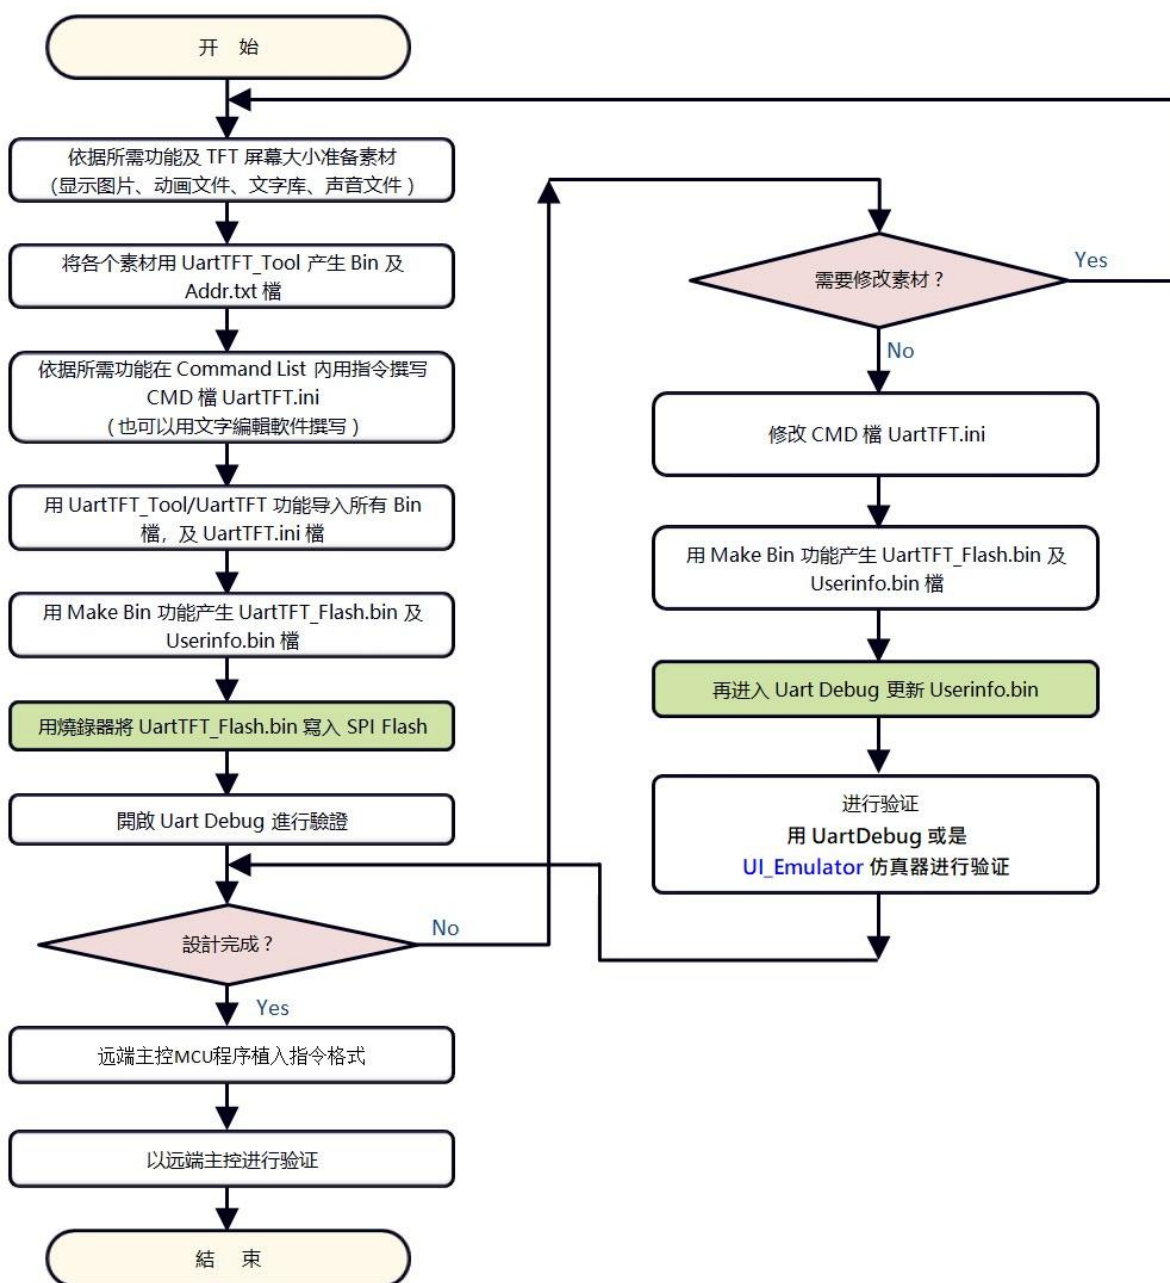 开 始
依据所需功能及 TFT 屏幕大小准备素材
(显示图片、动画文件、文字库、声音文件)
将各个素材用 UartTFT_Tool 产生 Bin 及
Addr.txt 檔
依据所需功能在 Command List 內用指令撰写
CMD 檔 UartTFT.ini
(也可以用文字編輯軟件撰写)
用 UartTFT_Tool/UartTFT 功能导入所有 Bin
檔，及 UartTFT.ini 檔
用 Make Bin 功能产生 UartTFT_Flash.bin 及
Userinfo.bin 檔
用燒錄器將 UartTFT_Flash.bin 寫入 SPI Flash
開啟 Uart Debug 進行驗證
設計完成？
No
Yes
远端主控MCU程序植入指令格式
以远端主控进行验证
結 束
需要修改素材？
Yes
No
修改 CMD 檔 UartTFT.ini
用 Make Bin 功能产生 UartTFT_Flash.bin 及
Userinfo.bin 檔
再进入 Uart Debug 更新 Userinfo.bin
进行验证
用 UartDebug 或是
UI_Emulator 仿真器进行验证